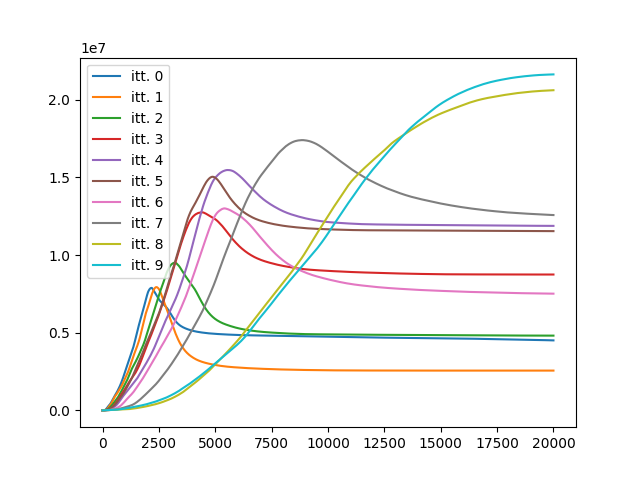 1e7
itt. 0
itt. 1
itt. 2
itt. 3
itt. 4
itt. 5
itt. 6
itt. 7
itt. 8
itt. 9
2.0
1.5
1.0
0.5
0.0
0 2500 5000 7500 10000 12500 15000 17500 20000